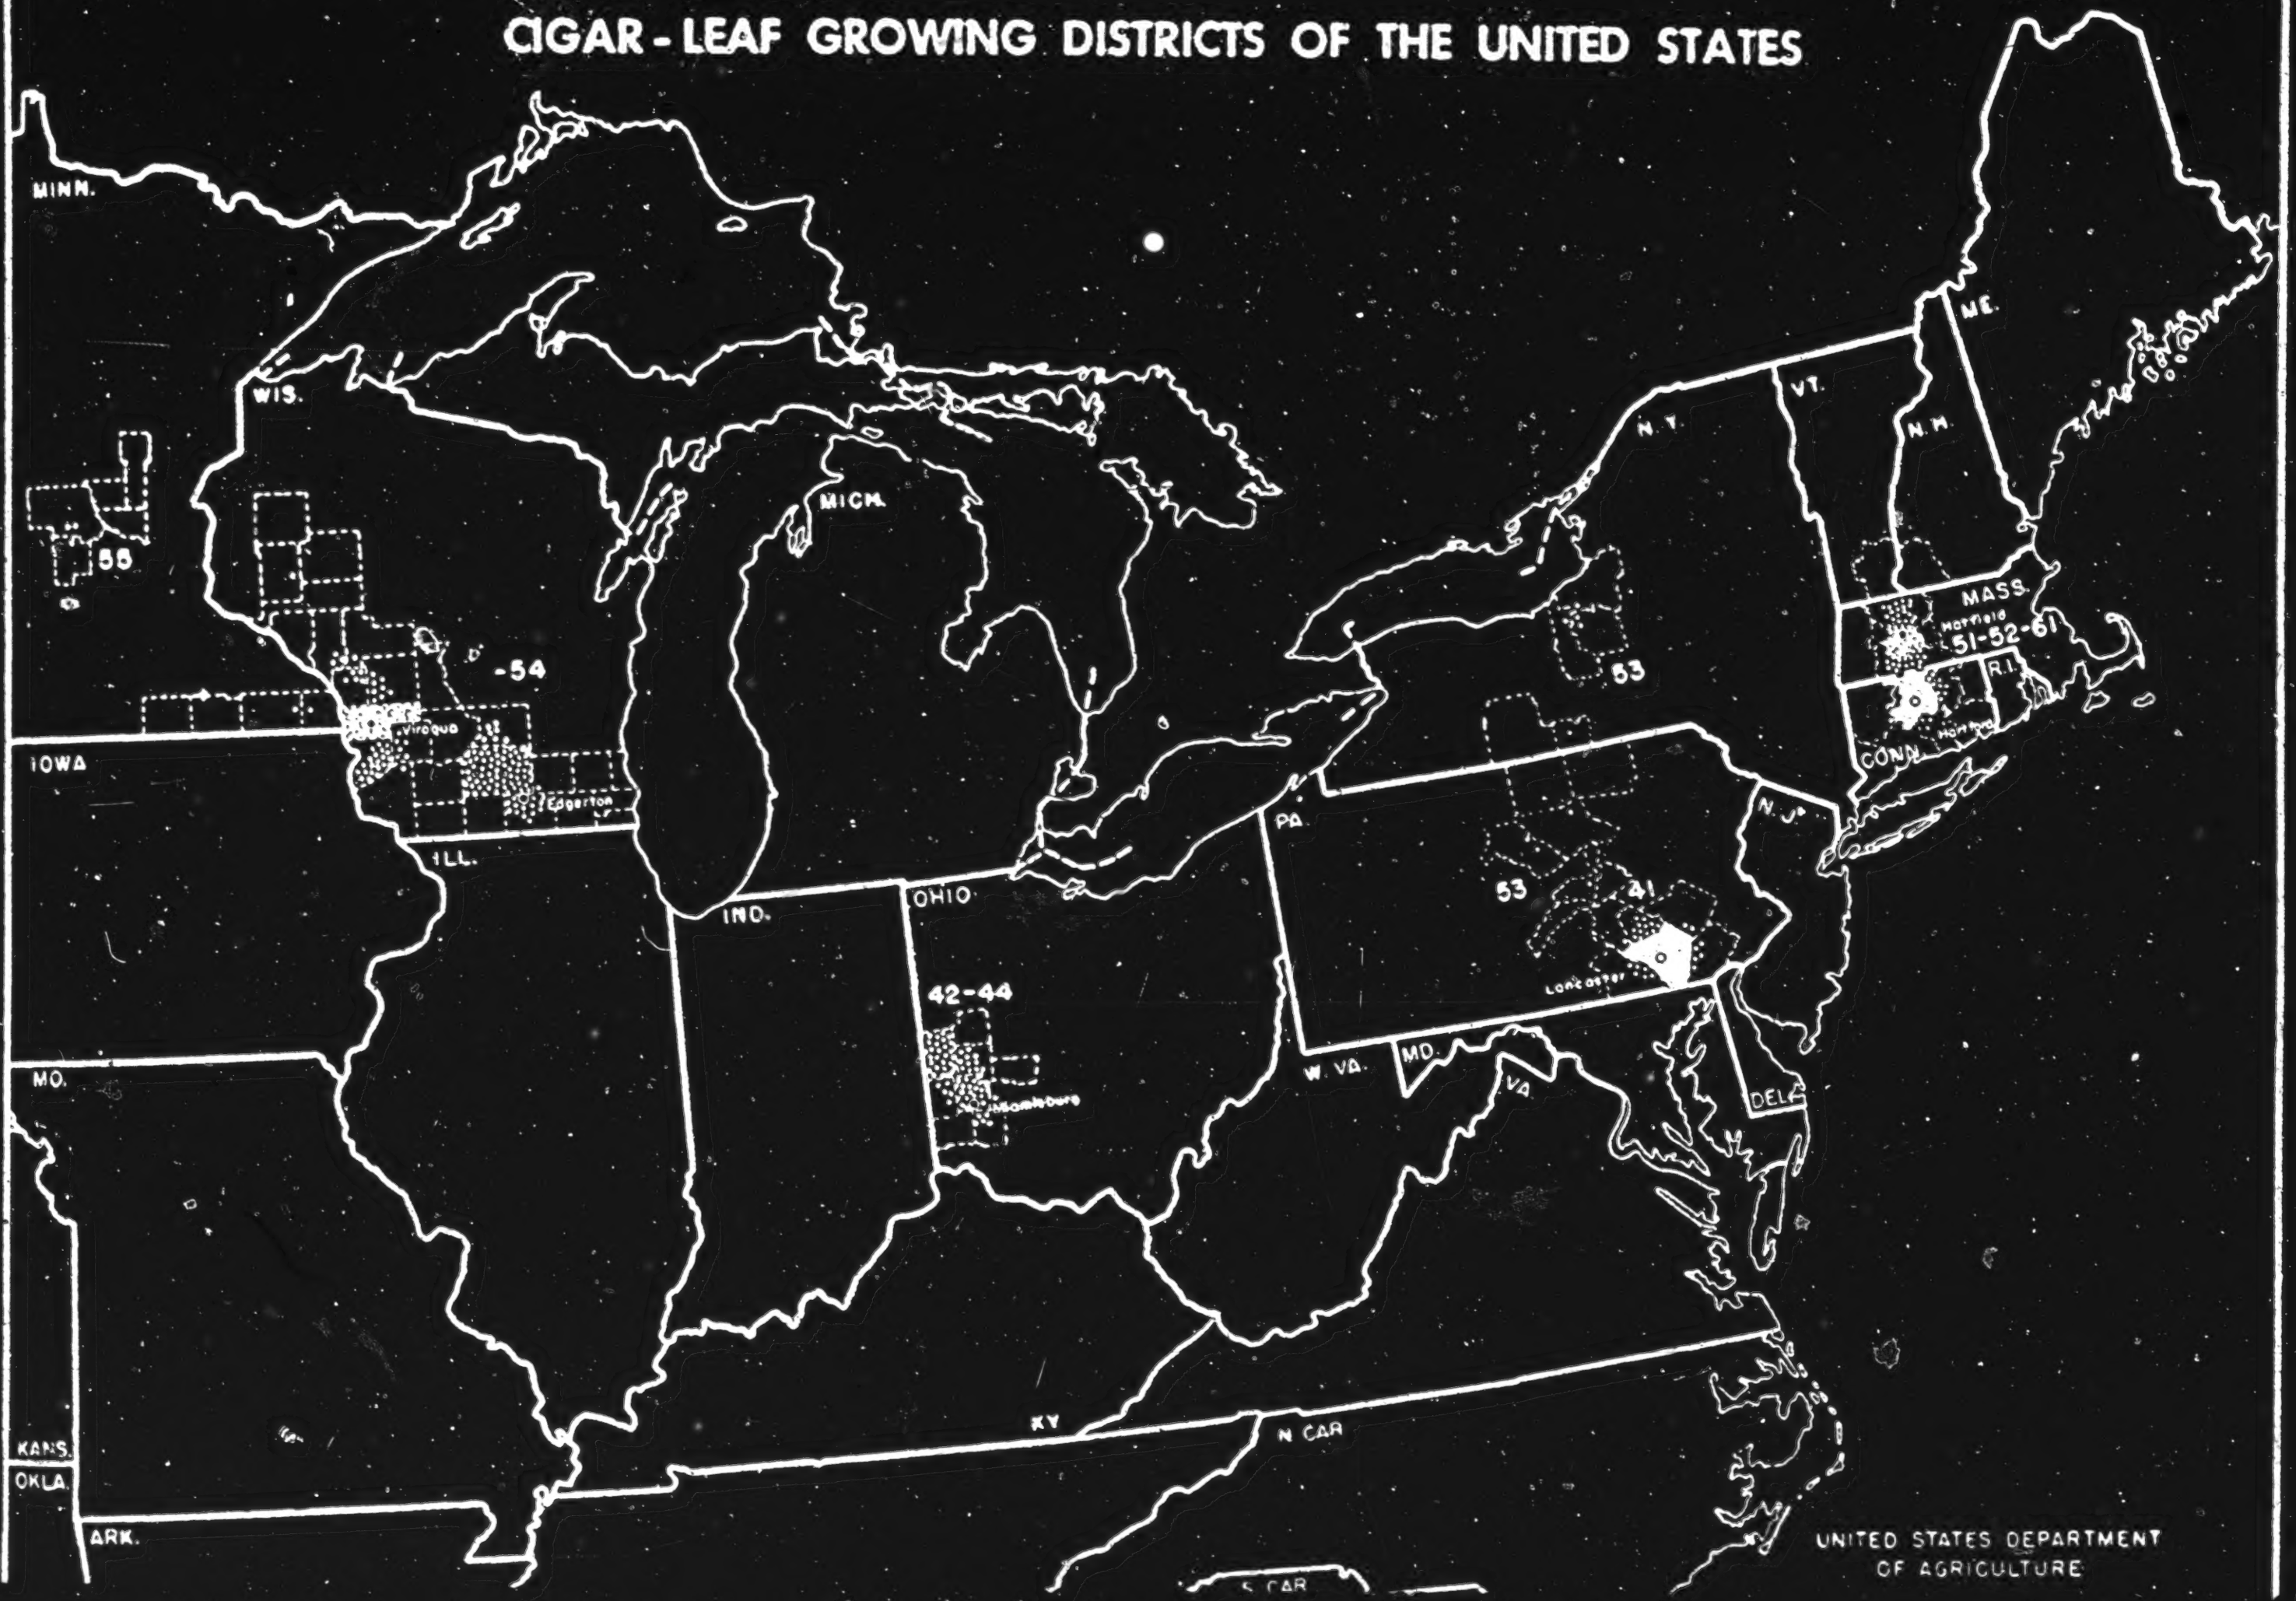 CIGAR-LEAF GROWING DISTRICTS OF THE UNITED STATES
MINN.
ME.
WIS.
VT.
N.Y.
N.H.
MICH.
55
MASS.
Hatfield
51-52-61
-54
53
R.I.
Viroqua
Hartford
CONN.
IOWA
Edgerton
PA.
N.J.
ILL.
53
41
OHIO
IND.
Lancaster
42-44
MD.
W. VA.
MO.
VA
Miamisburg
DEL.
KY
N CAR
KANS.
OKLA.
ARK.
UNITED STATES DEPARTMENT
OF AGRICULTURE
S CAR